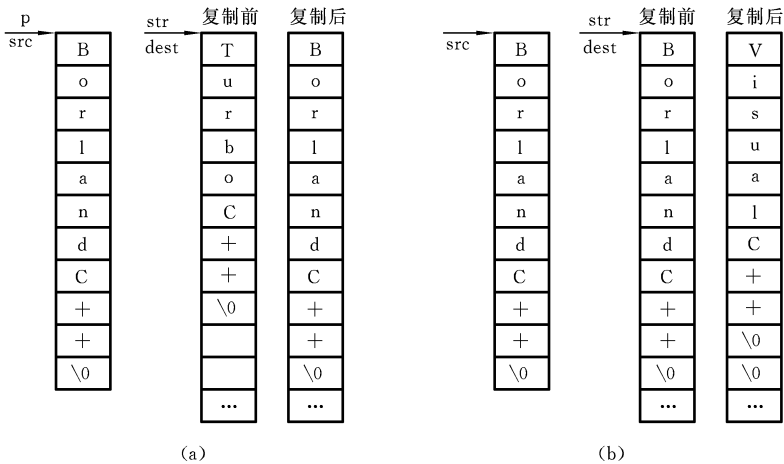 p
src
B
o
r
l
a
n
d
C
+
+
\0
str
dest
复制前
T
u
r
b
o
C
+
+
\0
...
复制后
B
o
r
l
a
n
d
C
+
+
\0
...
(a)
src
B
o
r
l
a
n
d
C
+
+
\0
str
dest
复制前
B
o
r
l
a
n
d
C
+
+
\0
...
复制后
V
i
s
u
a
l
C
+
+
\0
\0
...
(b)